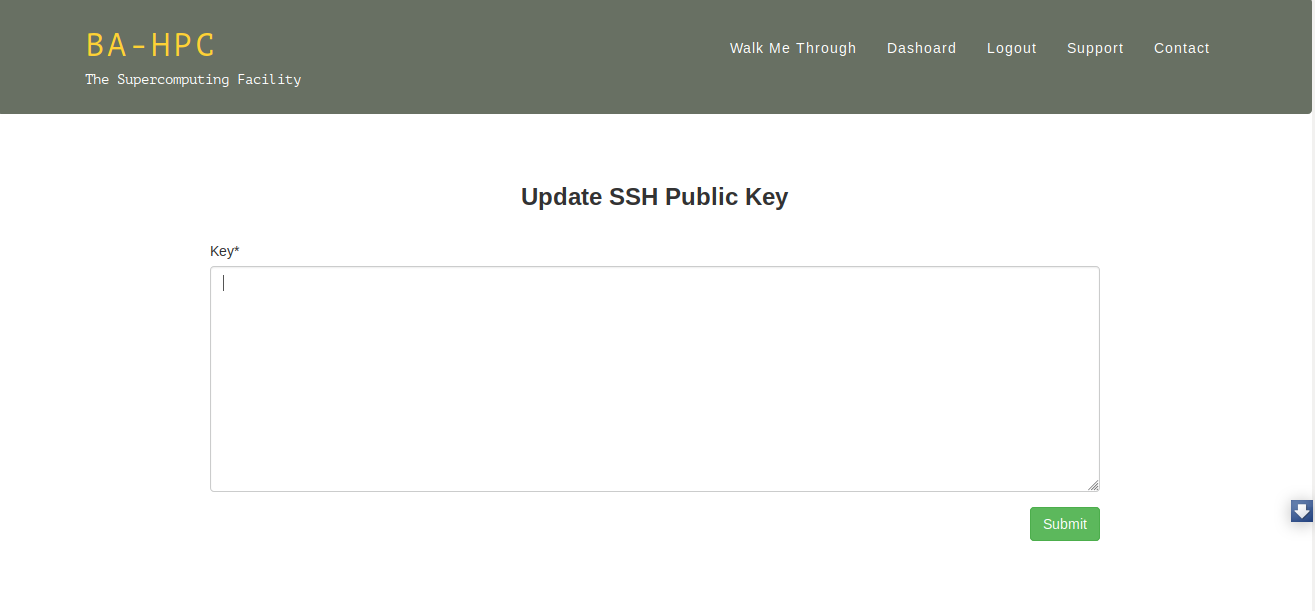 BA-HPC
The Supercomputing Facility
Walk Me Through Dashoard Logout Support Contact
Update SSH Public Key
Key*
Submit